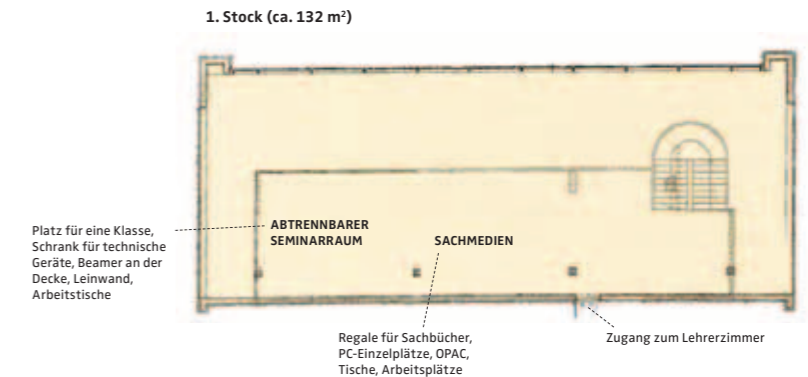 1. Stock (ca. 132 m²)
Platz für eine Klasse,
Schrank für technische
Geräte, Beamer an der
Decke, Leinwand,
Arbeitstische
ABTRENNBARER
SEMINARRAUM
SACHMEDIEN
Regale für Sachbücher,
PC-Einzelplätze, OPAC,
Tische, Arbeitsplätze
Zugang zum Lehrerzimmer